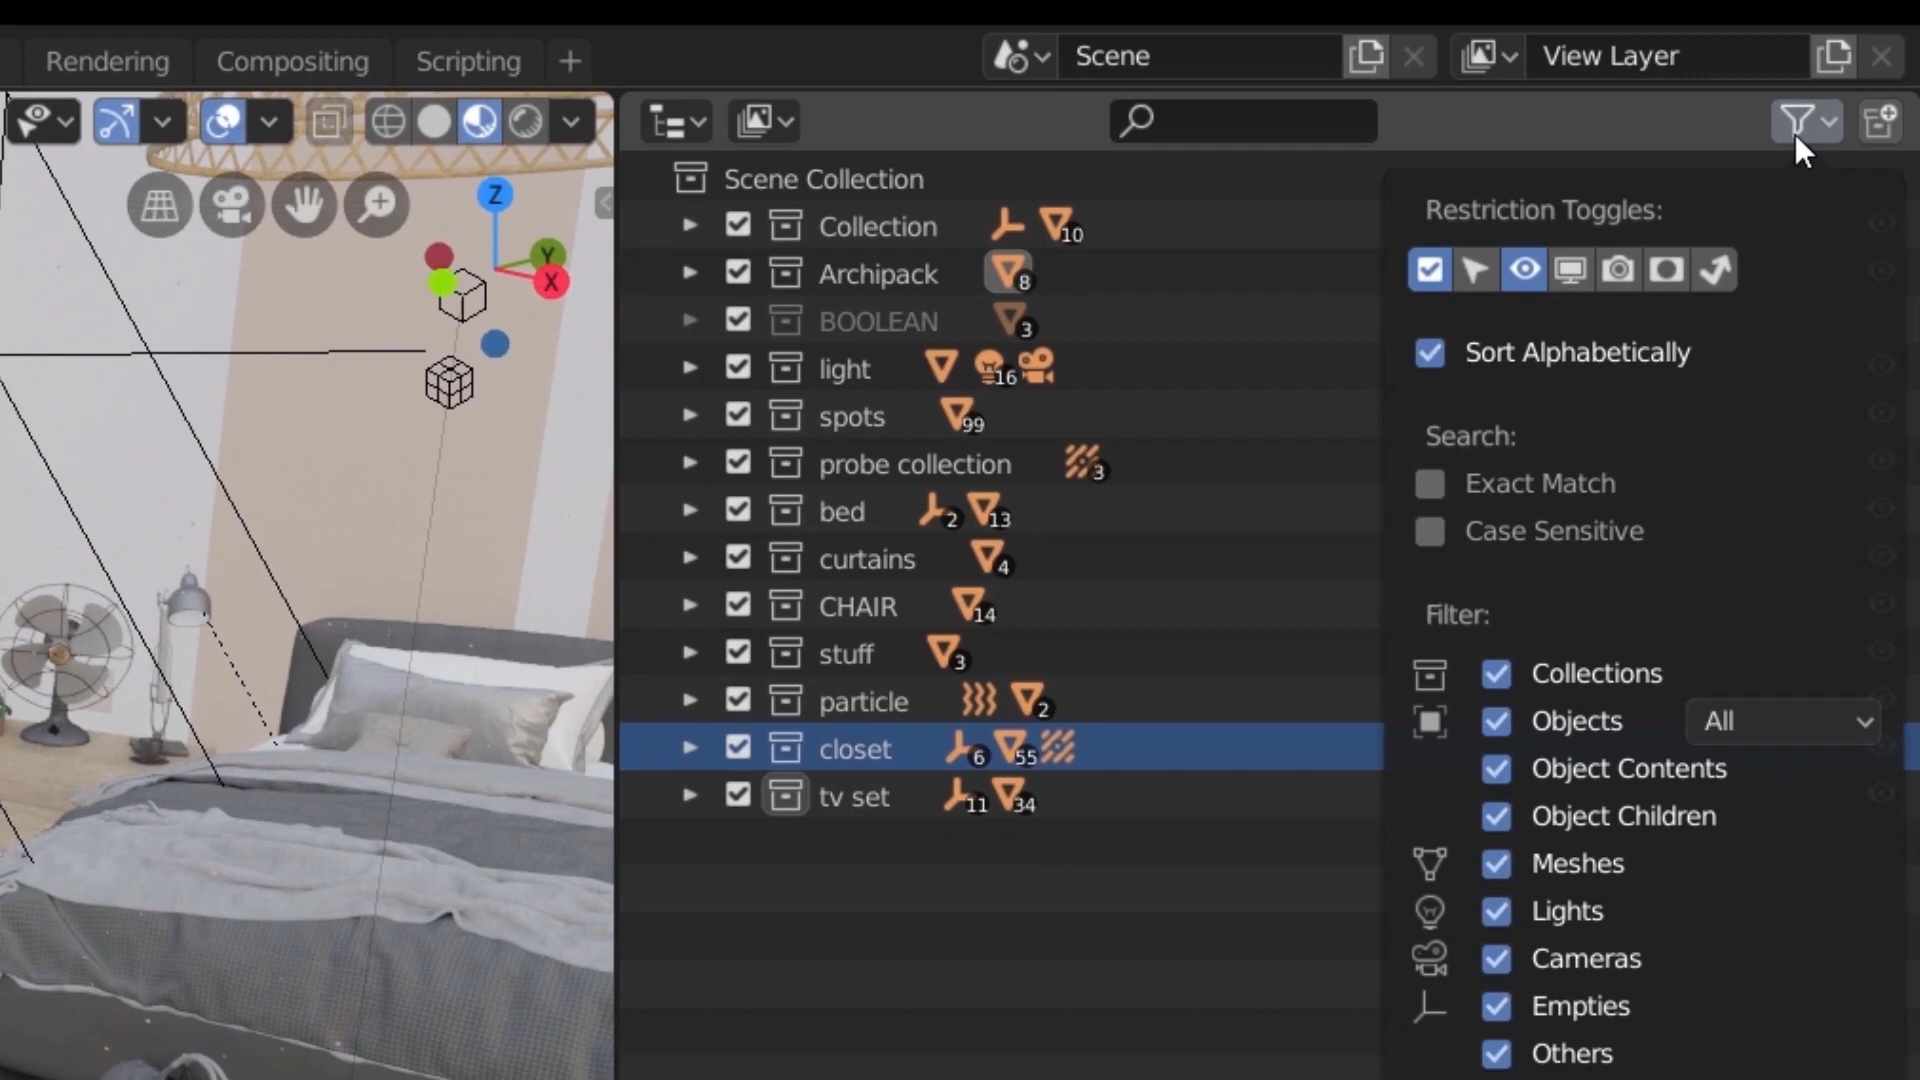 Rendering Compositing Scripting + Scene View Layer
Z
Y
X
Scene Collection
Collection 10
Archipack 8
BOOLEAN 3
light 16
spots 99
probe collection 3
bed 2 13
curtains 4
CHAIR 14
stuff 3
particle 2
closet 6 55
tv set 11 34
Restriction Toggles:
Sort Alphabetically
Search:
Exact Match
Case Sensitive
Filter:
Collections
Objects All
Object Contents
Object Children
Meshes
Lights
Cameras
Empties
Others